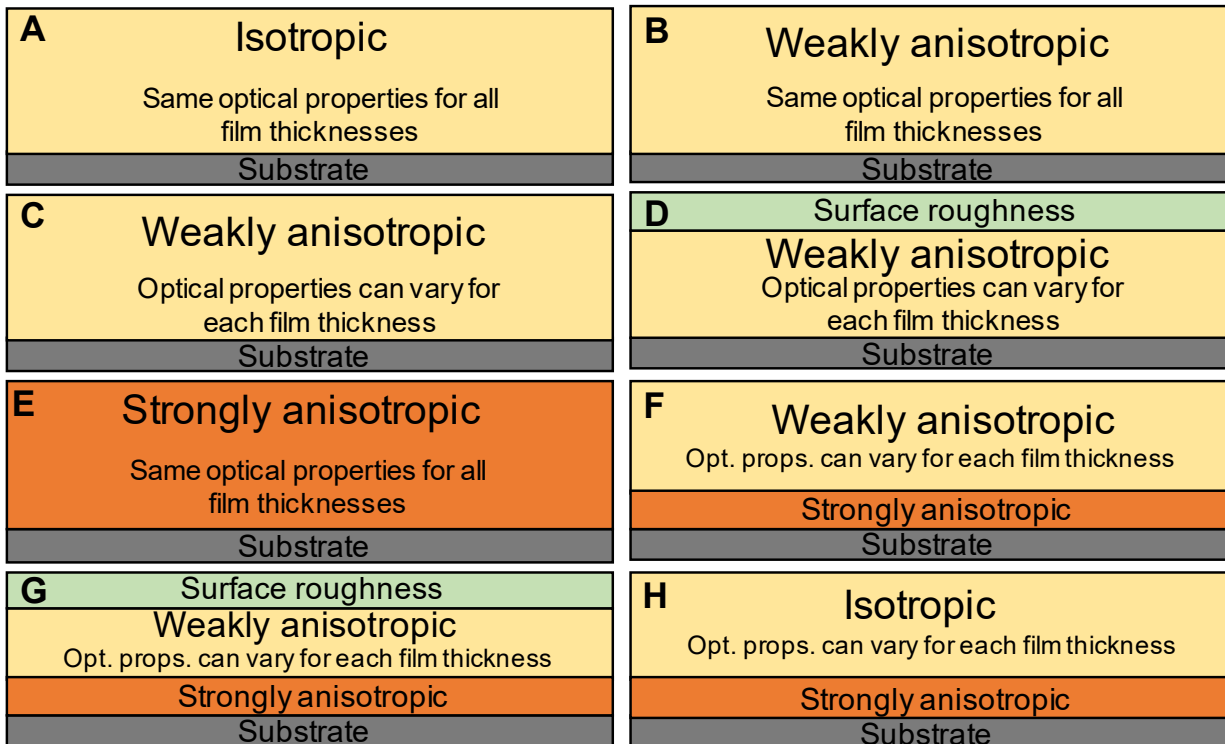 A
Isotropic
Same optical properties for all
film thicknesses
Substrate
B
Weakly anisotropic
Same optical properties for all
film thicknesses
Substrate
C
Weakly anisotropic
Optical properties can vary for
each film thickness
Substrate
D
Surface roughness
Weakly anisotropic
Optical properties can vary for
each film thickness
Substrate
E
Strongly anisotropic
Same optical properties for all
film thicknesses
Substrate
F
Weakly anisotropic
Opt. props. can vary for each film thickness
Strongly anisotropic
Substrate
G
Surface roughness
Weakly anisotropic
Opt. props. can vary for each film thickness
Strongly anisotropic
Substrate
H
Isotropic
Opt. props. can vary for each film thickness
Strongly anisotropic
Substrate